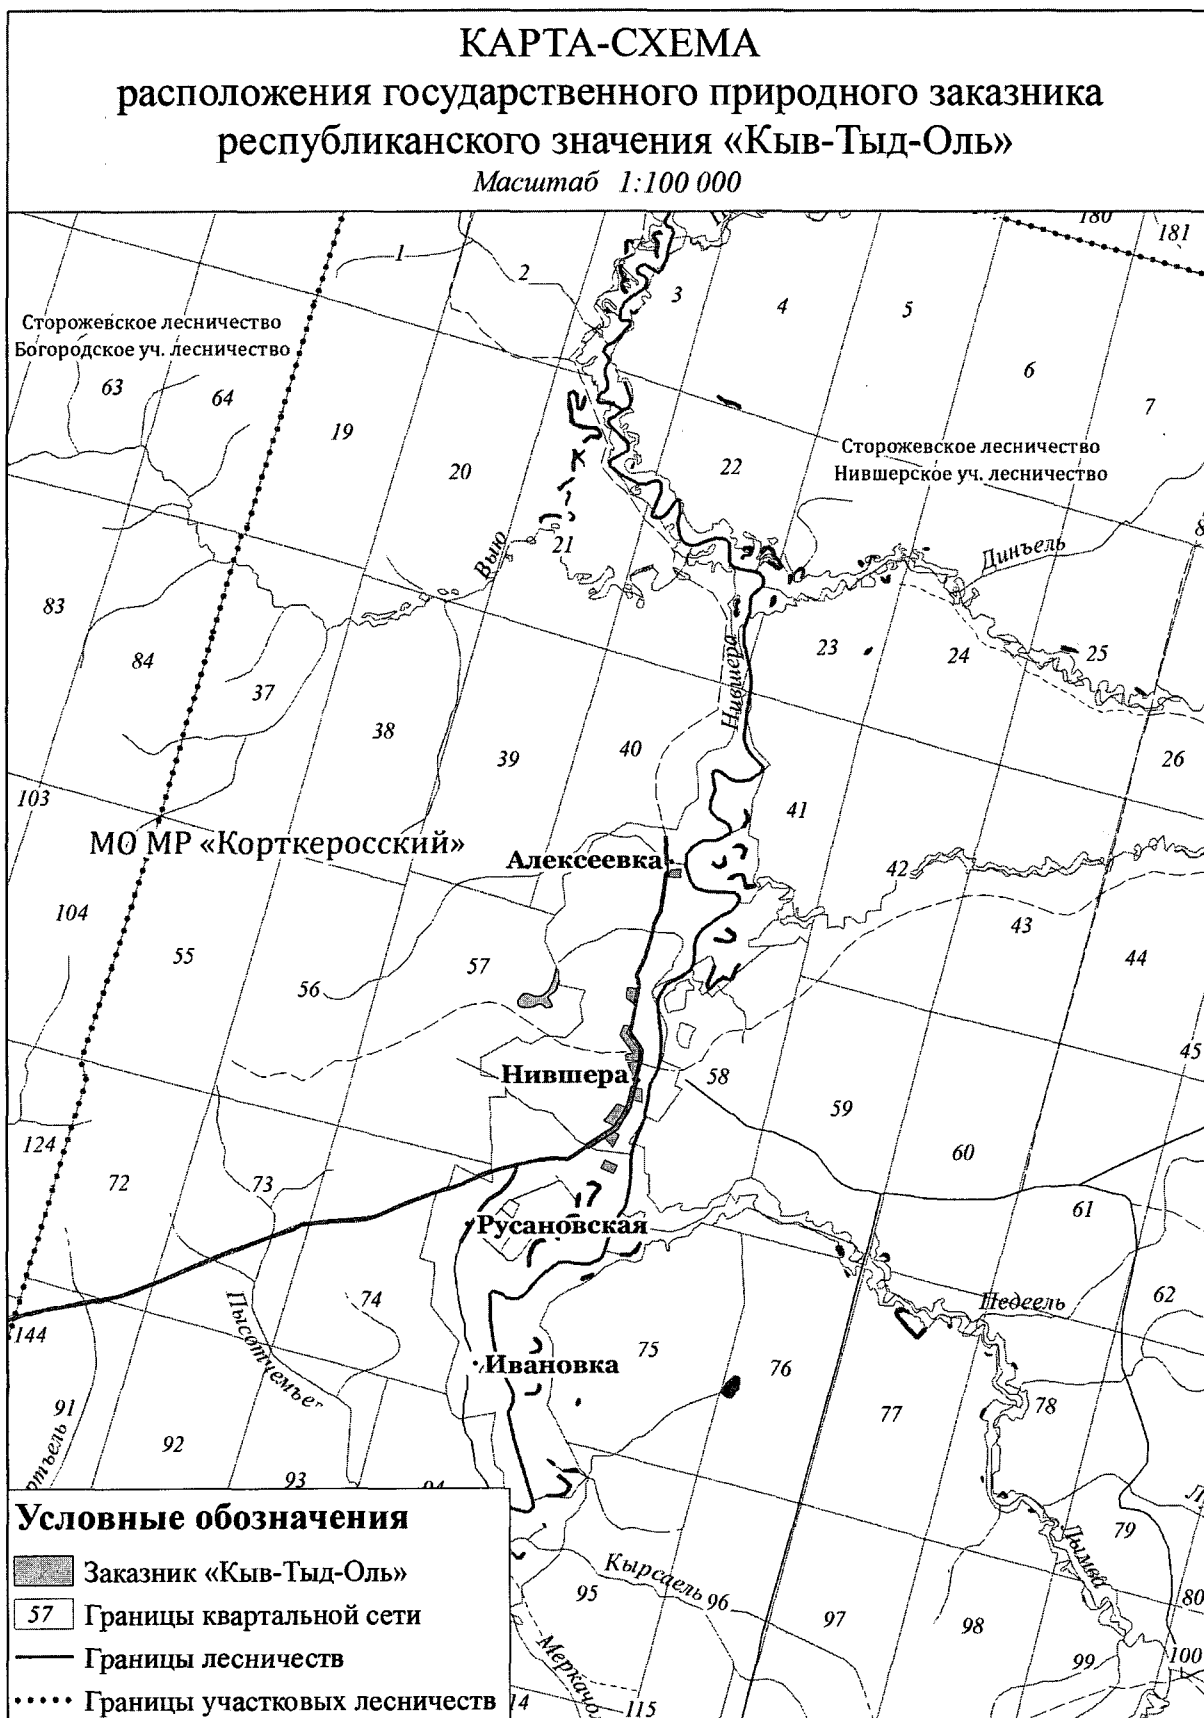 КАРТА-СХЕМА
расположения государственного природного заказника
республиканского значения «Кыв-Тыд-Оль»
Масштаб 1:100 000
180
181
1
2
3
4
5
6
7
Сторожевское лесничество
Богородское уч. лесничество
63
64
19
20
21
22
Сторожевское лесничество
Нившерское уч. лесничество
Выю
Динъель
83
84
37
38
39
40
Нившера
23
24
25
26
103
41
МО МР «Корткеросский»
Алексеевка
42
104
55
56
57
43
44
45
Нившера
58
59
60
61
62
124
72
73
Русановская
74
Пысотчемъе
Педеель
144
Ивановка
75
76
77
78
91
92
93
Условные обозначения
Заказник «Кыв-Тыд-Оль»
57 Границы квартальной сети
Границы лесничеств
Границы участковых лесничеств
Кырсаель
95
96
97
98
79
Лымва
80
99
100
115
14